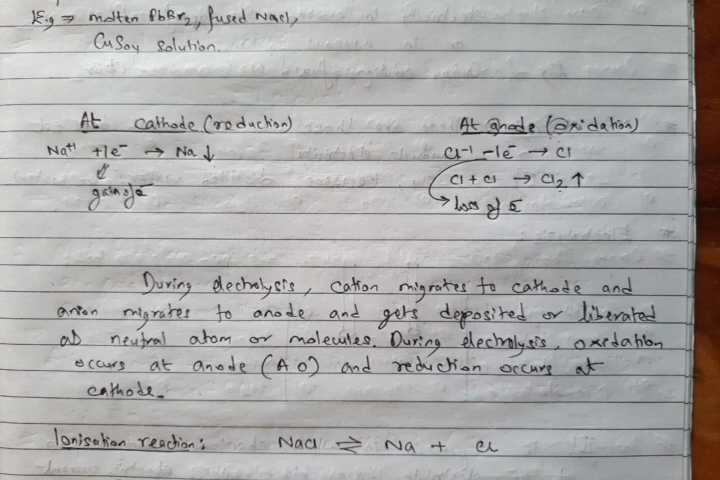 E.g ⇒ molten PbBr2, fused NaCl,
CuSO4 solution.
At cathode (reduction)
Na+1 +1e- → Na ↓
gain of e-
At anode (Oxidation)
Cl-1 -1e- → Cl
Cl + Cl → Cl2 ↑
loss of e-
During electrolysis, cation migrates to cathode and
anion migrates to anode and gets deposited or liberated
as neutral atom or molecules. During electrolysis, oxidation
occurs at anode (AO) and reduction occurs at
cathode.
Ionisation reaction: NaCl ⇌ Na + Cl